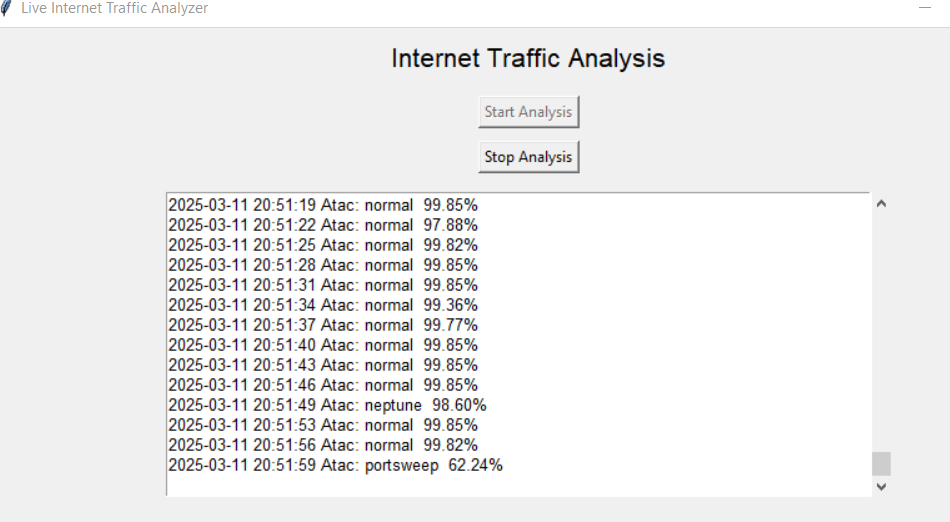 Live Internet Traffic Analyzer
Internet Traffic Analysis
Start Analysis
Stop Analysis
2025-03-11 20:51:19 Atac: normal  99.85%
2025-03-11 20:51:22 Atac: normal  97.88%
2025-03-11 20:51:25 Atac: normal  99.82%
2025-03-11 20:51:28 Atac: normal  99.85%
2025-03-11 20:51:31 Atac: normal  99.85%
2025-03-11 20:51:34 Atac: normal  99.36%
2025-03-11 20:51:37 Atac: normal  99.77%
2025-03-11 20:51:40 Atac: normal  99.85%
2025-03-11 20:51:43 Atac: normal  99.85%
2025-03-11 20:51:46 Atac: normal  99.85%
2025-03-11 20:51:49 Atac: neptune  98.60%
2025-03-11 20:51:53 Atac: normal  99.85%
2025-03-11 20:51:56 Atac: normal  99.82%
2025-03-11 20:51:59 Atac: portsweep  62.24%